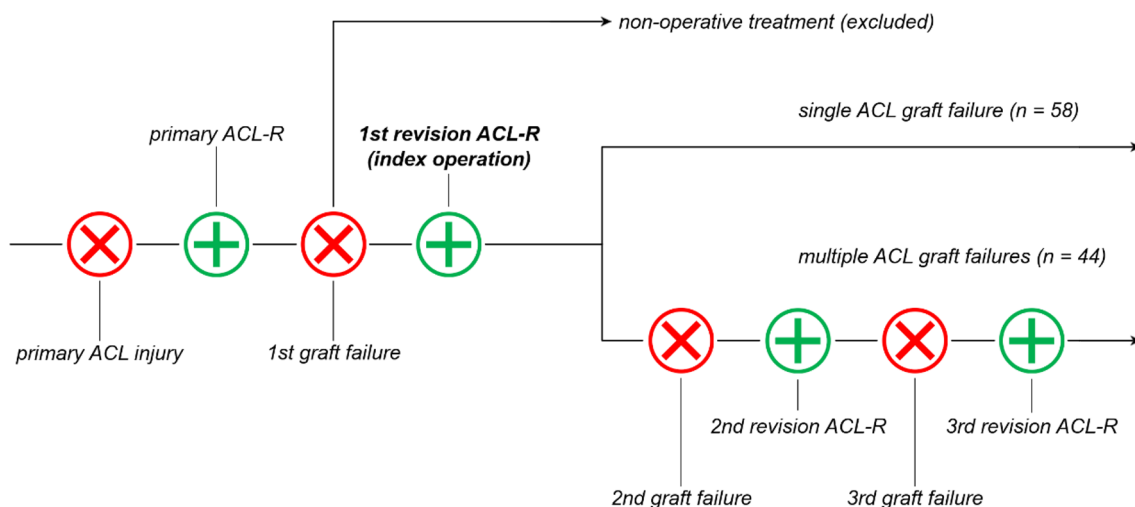 non-operative treatment (excluded)
single ACL graft failure (n = 58)
primary ACL-R
1st revision ACL-R
(index operation)
multiple ACL graft failures (n = 44)
primary ACL injury
1st graft failure
2nd revision ACL-R
3rd revision ACL-R
2nd graft failure
3rd graft failure